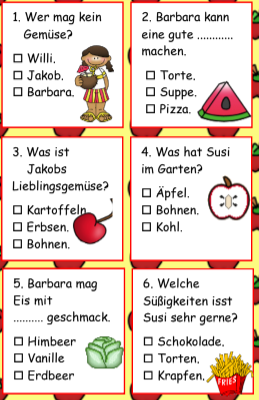 1. Wer mag kein
Gemüse?
☐ Willi.
☐ Jakob.
☐ Barbara.
2. Barbara kann
eine gute ............
machen.
☐ Torte.
☐ Suppe.
☐ Pizza.
3. Was ist
Jakobs
Lieblingsgemüse?
☐ Kartoffeln
☐ Erbsen.
☐ Bohnen.
4. Was hat Susi
im Garten?
☐ Äpfel.
☐ Bohnen.
☐ Kohl.
5. Barbara mag
Eis mit
.......... geschmack.
☐ Himbeer
☐ Vanille
☐ Erdbeer
6. Welche
Süßigkeiten isst
Susi sehr gerne?
☐ Schokolade.
☐ Torten.
☐ Krapfen.
FRIES